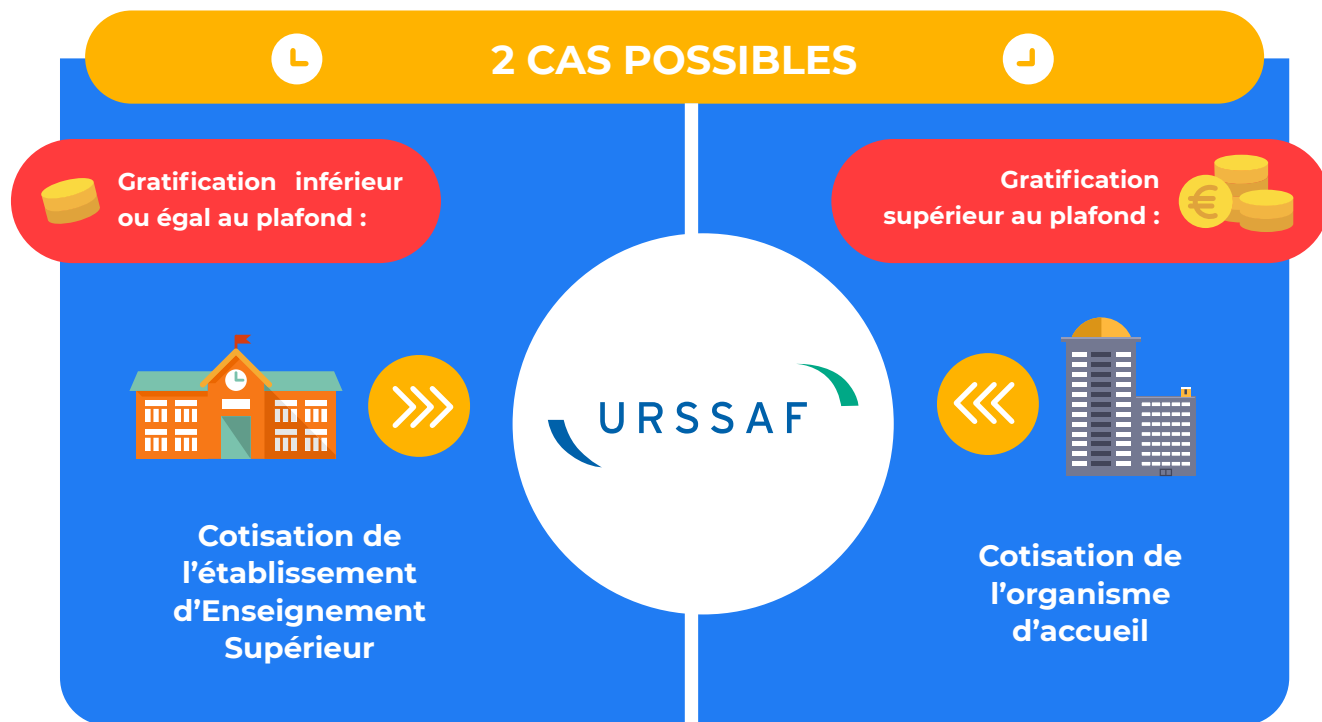 2 CAS POSSIBLES
Gratification inférieur
ou égal au plafond :
Gratification
supérieur au plafond :
URSSAF
Cotisation de
l'établissement
d'Enseignement
Supérieur
Cotisation de
l'organisme
d'accueil